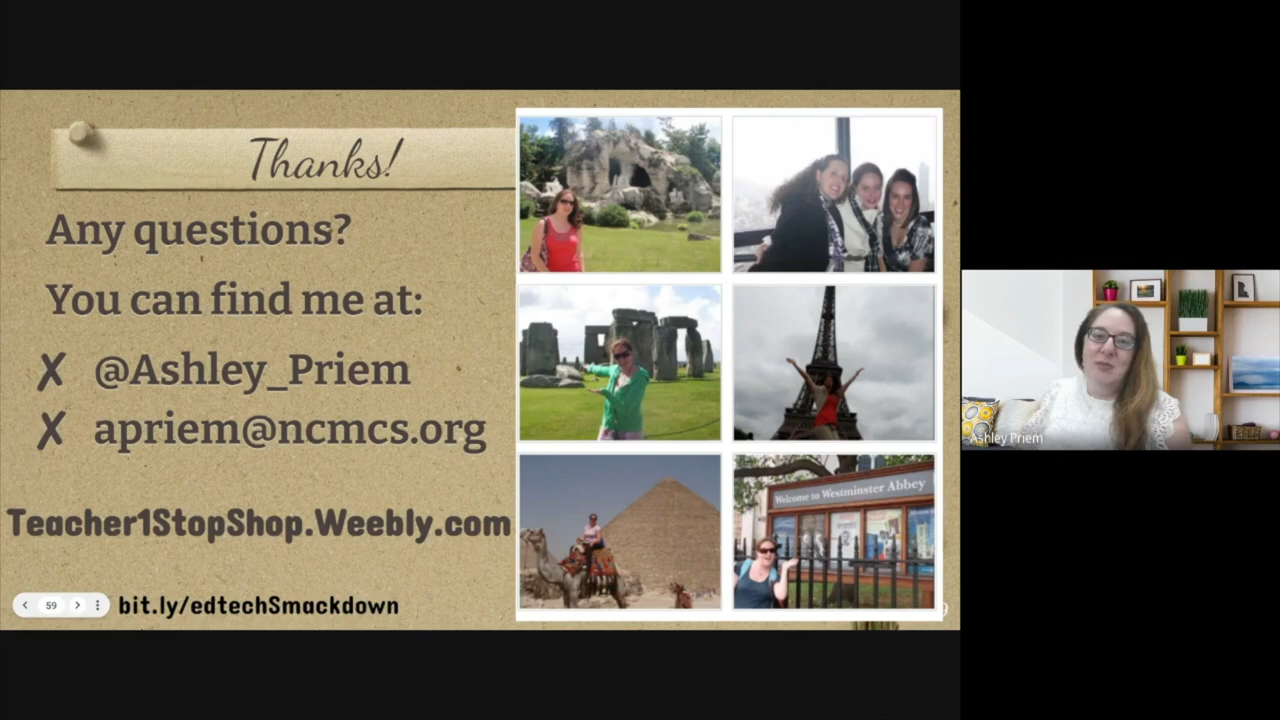 Thanks!
Any questions?
You can find me at:
✗ @Ashley_Priem
✗ apriem@ncmcs.org
Teacher1StopShop.Weebly.com
59
bit.ly/edtechSmackdown
Welcome to Westminster Abbey
Ashley Priem